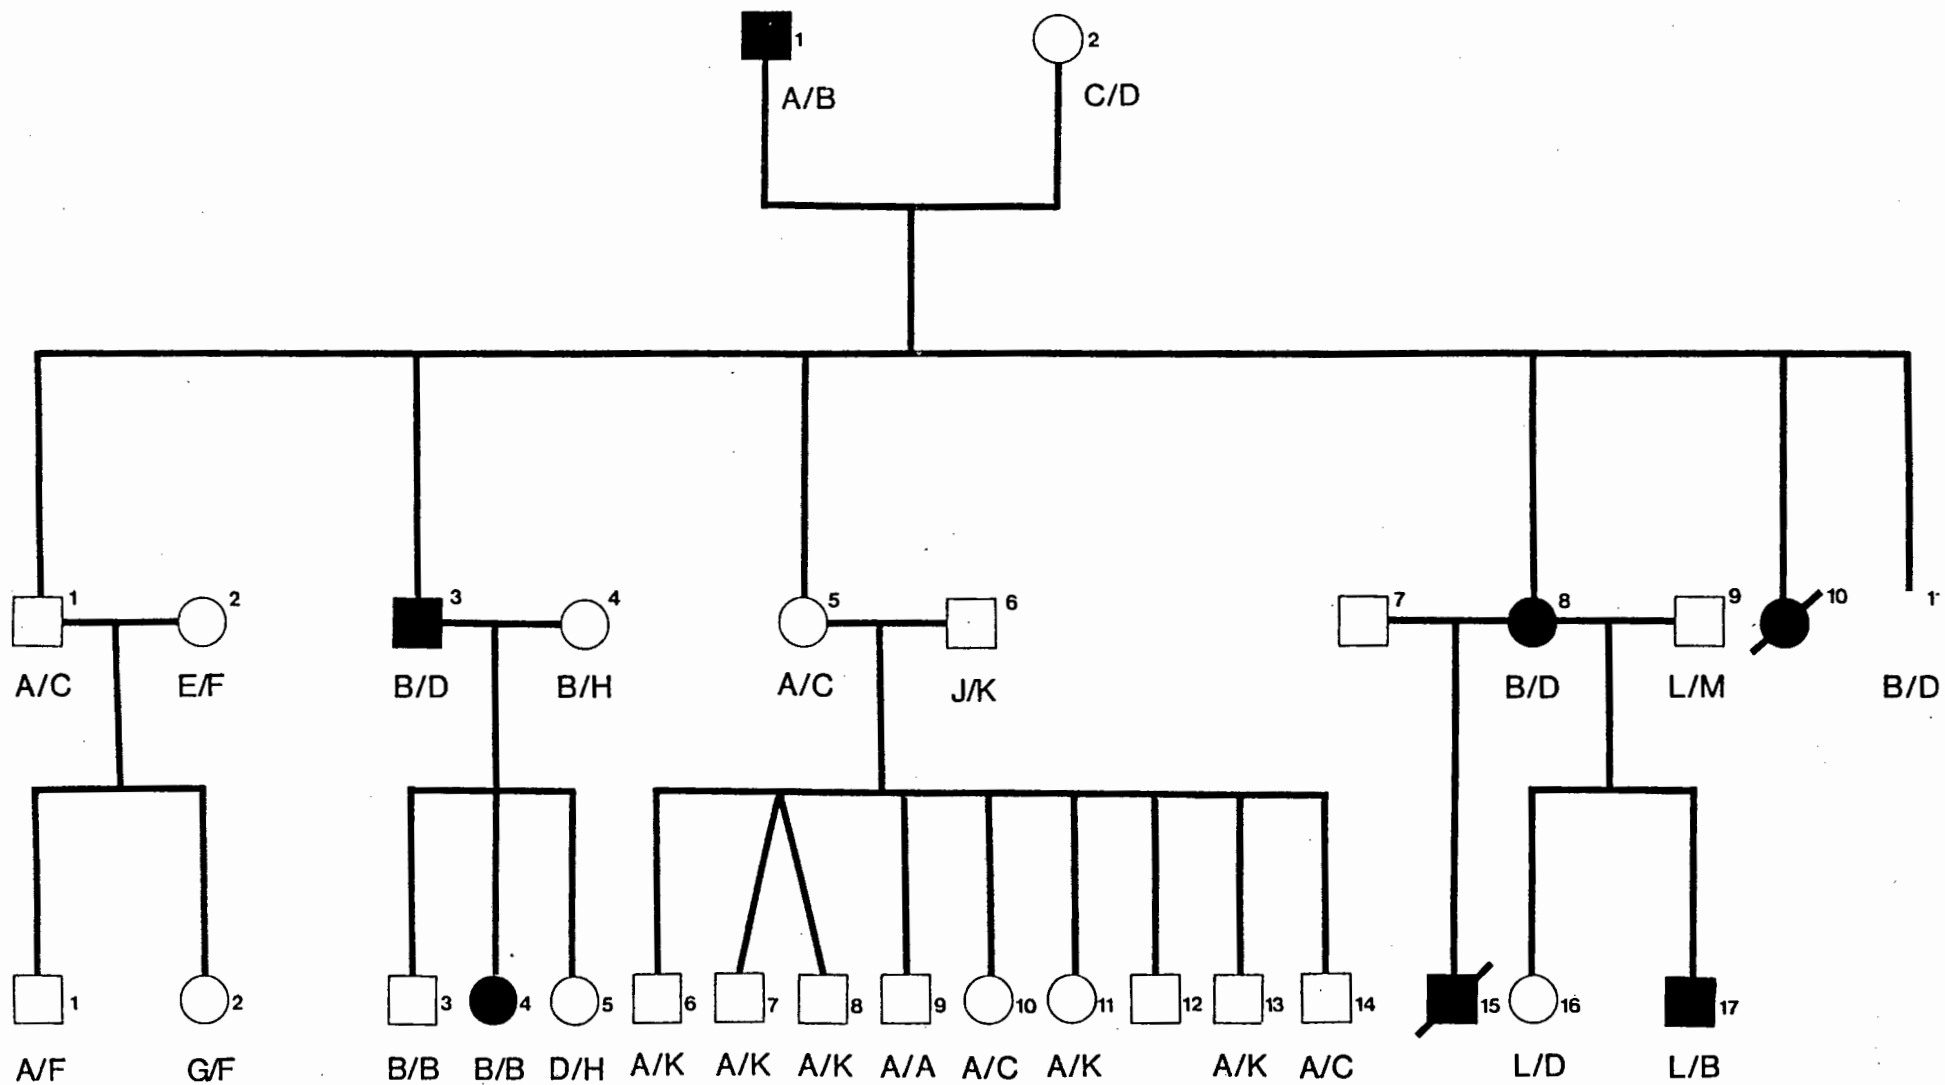 1 2
A/B C/D
1 2 3 4 5 6 7 8 9 10 1
A/C E/F B/D B/H A/C J/K B/D L/M B/D
1 2 3 4 5 6 7 8 9 10 11 12 13 14 15 16 17
A/F G/F B/B B/B D/H A/K A/K A/K A/A A/C A/K A/K A/C L/D L/B